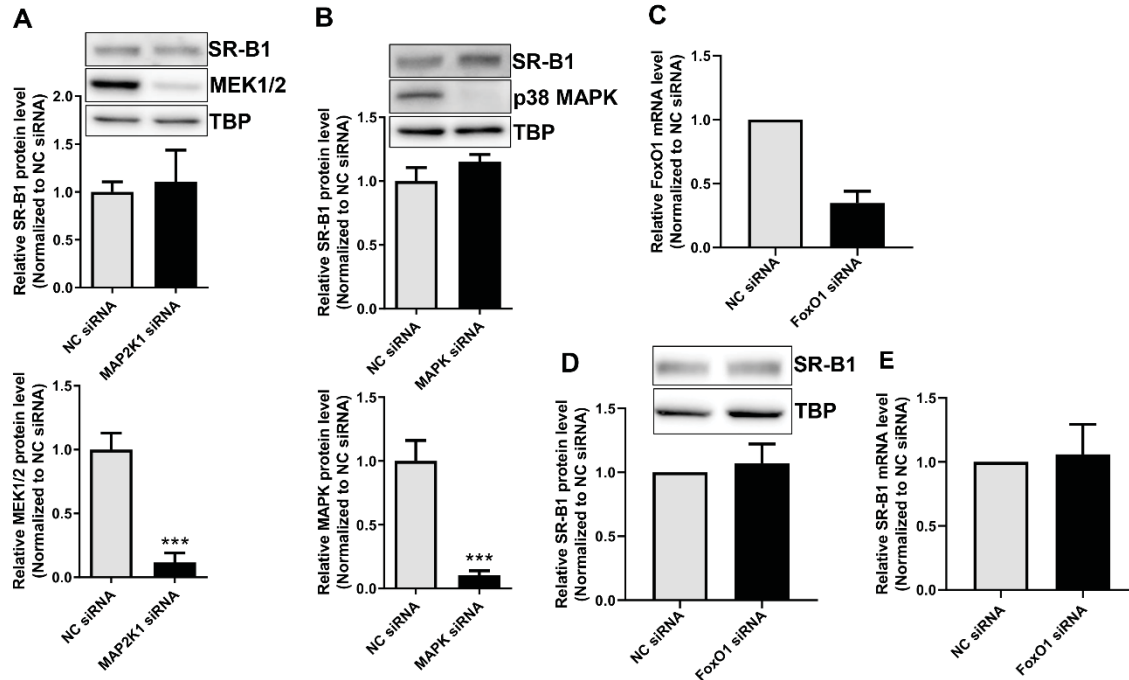 A
SR-B1
MEK1/2
TBP
Relative SR-B1 protein level
(Normalized to NC siRNA)
2.0
1.5
1.0
0.5
0.0
NC siRNA
MAP2K1 siRNA
Relative MEK1/2 protein level
(Normalized to NC siRNA)
1.5
1.0
0.5
0.0
***
NC siRNA
MAP2K1 siRNA
B
SR-B1
p38 MAPK
TBP
Relative SR-B1 protein level
(Normalized to NC siRNA)
1.5
1.0
0.5
0.0
NC siRNA
MAPK siRNA
Relative MAPK protein level
(Normalized to NC siRNA)
1.5
1.0
0.5
0.0
***
NC siRNA
MAPK siRNA
C
Relative FoxO1 mRNA level
(Normalized to NC siRNA)
1.5
1.0
0.5
0.0
NC siRNA
FoxO1 siRNA
D
SR-B1
TBP
Relative SR-B1 protein level
(Normalized to NC siRNA)
1.5
1.0
0.5
0.0
NC siRNA
FoxO1 siRNA
E
Relative SR-B1 mRNA level
(Normalized to NC siRNA)
1.5
1.0
0.5
0.0
NC siRNA
FoxO1 siRNA